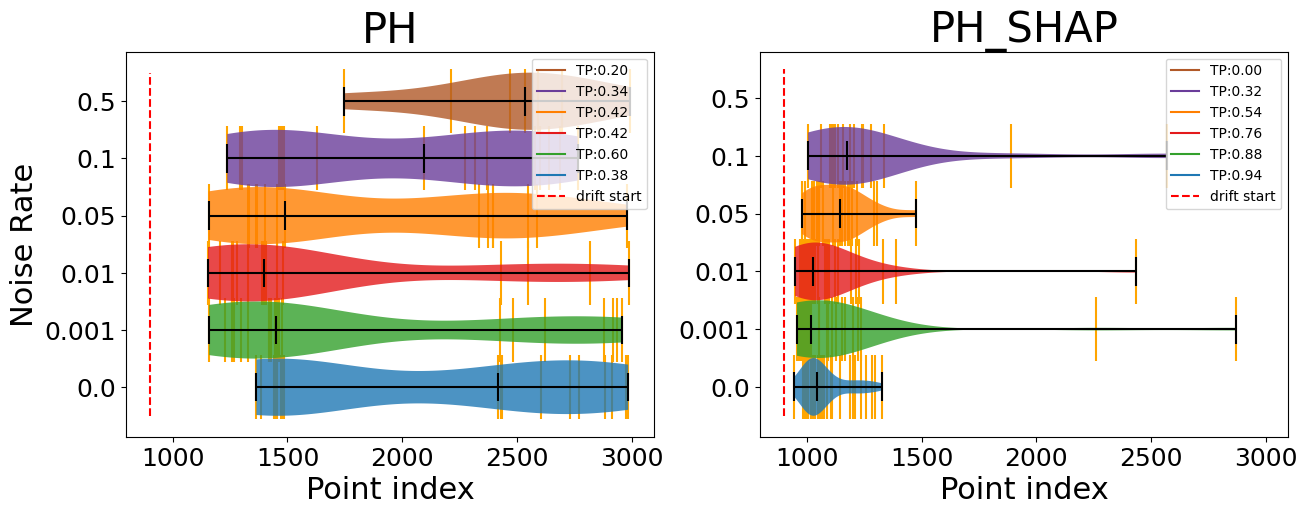 PH
Noise Rate
0.5
0.1
0.05
0.01
0.001
0.0
TP:0.20
TP:0.34
TP:0.42
TP:0.42
TP:0.60
TP:0.38
drift start
1000 1500 2000 2500 3000
Point index
PH_SHAP
0.5
0.1
0.05
0.01
0.001
0.0
TP:0.00
TP:0.32
TP:0.54
TP:0.76
TP:0.88
TP:0.94
drift start
1000 1500 2000 2500 3000
Point index